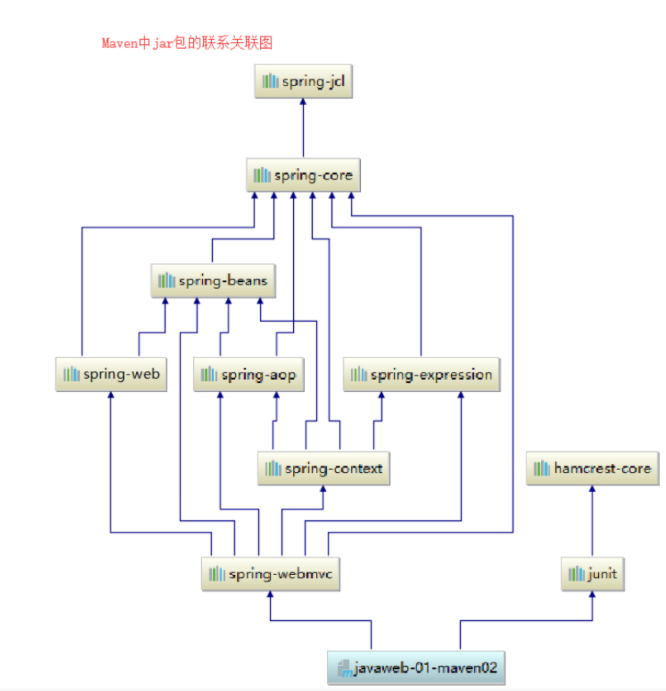 Maven中jar包的联系关联图
spring-jcl
spring-core
spring-beans
spring-web
spring-aop
spring-expression
spring-context
hamcrest-core
spring-webmvc
junit
javaweb-01-maven02